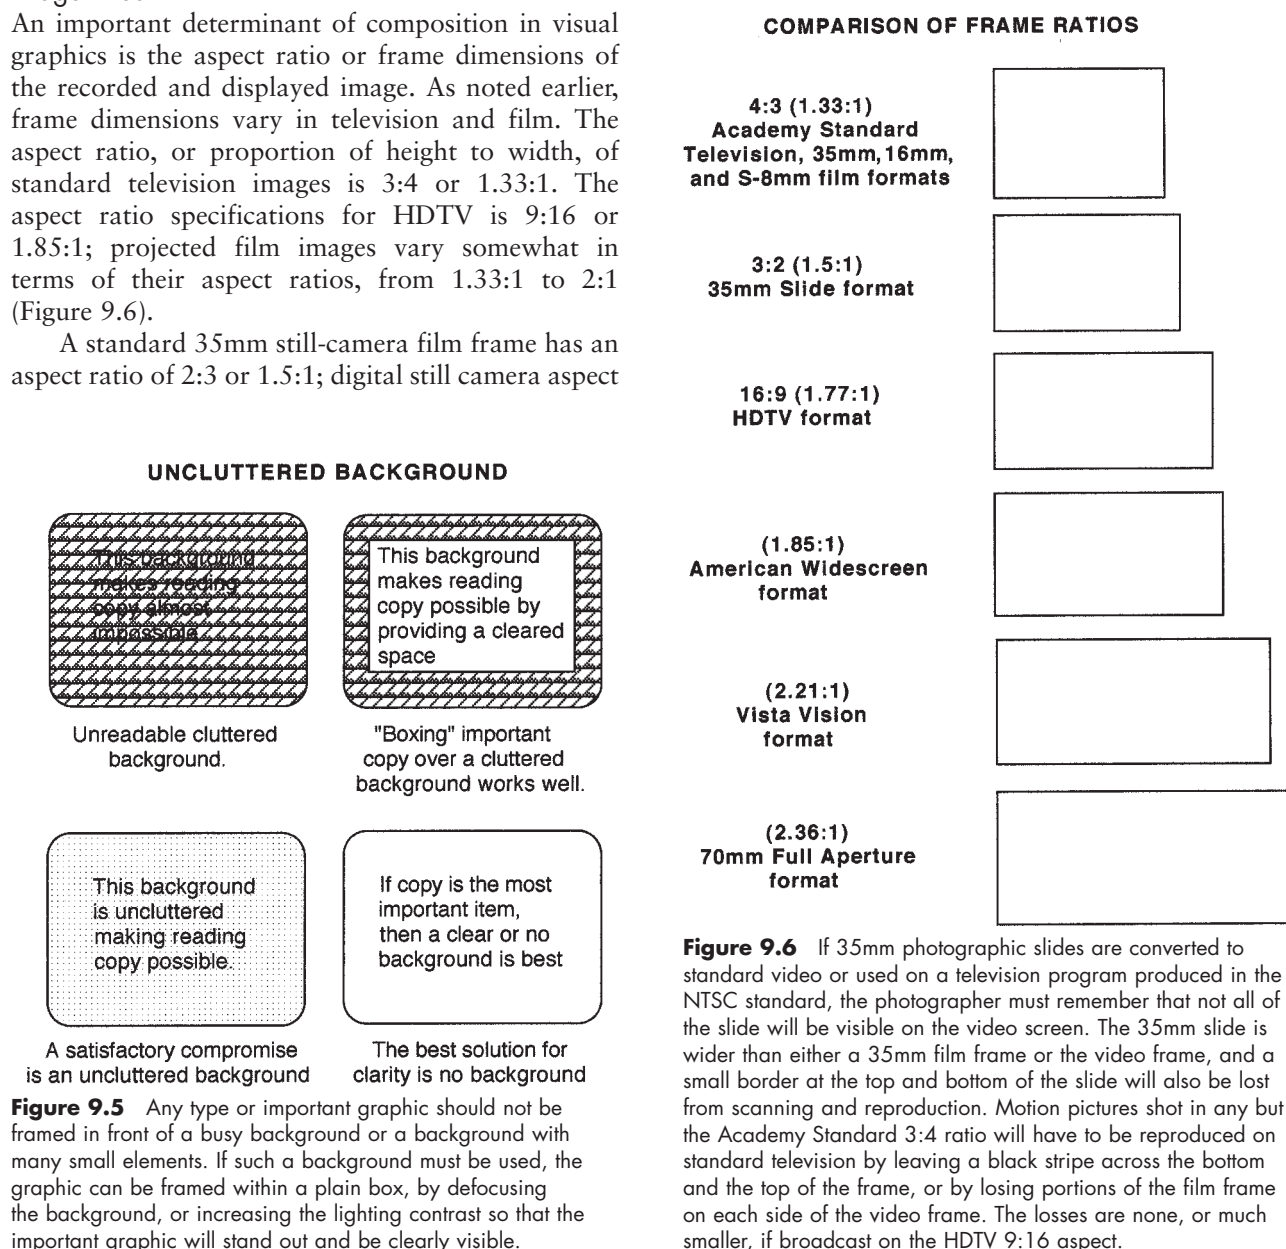 An important determinant of composition in visual
graphics is the aspect ratio or frame dimensions of
the recorded and displayed image. As noted earlier,
frame dimensions vary in television and film. The
aspect ratio, or proportion of height to width, of
standard television images is 3:4 or 1.33:1. The
aspect ratio specifications for HDTV is 9:16 or
1.85:1; projected film images vary somewhat in
terms of their aspect ratios, from 1.33:1 to 2:1
(Figure 9.6).
A standard 35mm still-camera film frame has an
aspect ratio of 2:3 or 1.5:1; digital still camera aspect
UNCLUTTERED BACKGROUND
This background
makes reading
copy almost
impossible
This background
makes reading
copy possible by
providing a cleared
space
Unreadable cluttered
background.
"Boxing" important
copy over a cluttered
background works well.
This background
is uncluttered
making reading
copy possible.
If copy is the most
important item,
then a clear or no
background is best
A satisfactory compromise
is an uncluttered background
The best solution for
clarity is no background
Figure 9.5 Any type or important graphic should not be
framed in front of a busy background or a background with
many small elements. If such a background must be used, the
graphic can be framed within a plain box, by defocusing
the background, or increasing the lighting contrast so that the
important graphic will stand out and be clearly visible.
COMPARISON OF FRAME RATIOS
4:3 (1.33:1)
Academy Standard
Television, 35mm, 16mm,
and S-8mm film formats
3:2 (1.5:1)
35mm Slide format
16:9 (1.77:1)
HDTV format
(1.85:1)
American Widescreen
format
(2.21:1)
Vista Vision
format
(2.36:1)
70mm Full Aperture
format
Figure 9.6 If 35mm photographic slides are converted to
standard video or used on a television program produced in the
NTSC standard, the photographer must remember that not all of
the slide will be visible on the video screen. The 35mm slide is
wider than either a 35mm film frame or the video frame, and a
small border at the top and bottom of the slide will also be lost
from scanning and reproduction. Motion pictures shot in any but
the Academy Standard 3:4 ratio will have to be reproduced on
standard television by leaving a black stripe across the bottom
and the top of the frame, or by losing portions of the film frame
on each side of the video frame. The losses are none, or much
smaller, if broadcast on the HDTV 9:16 aspect.